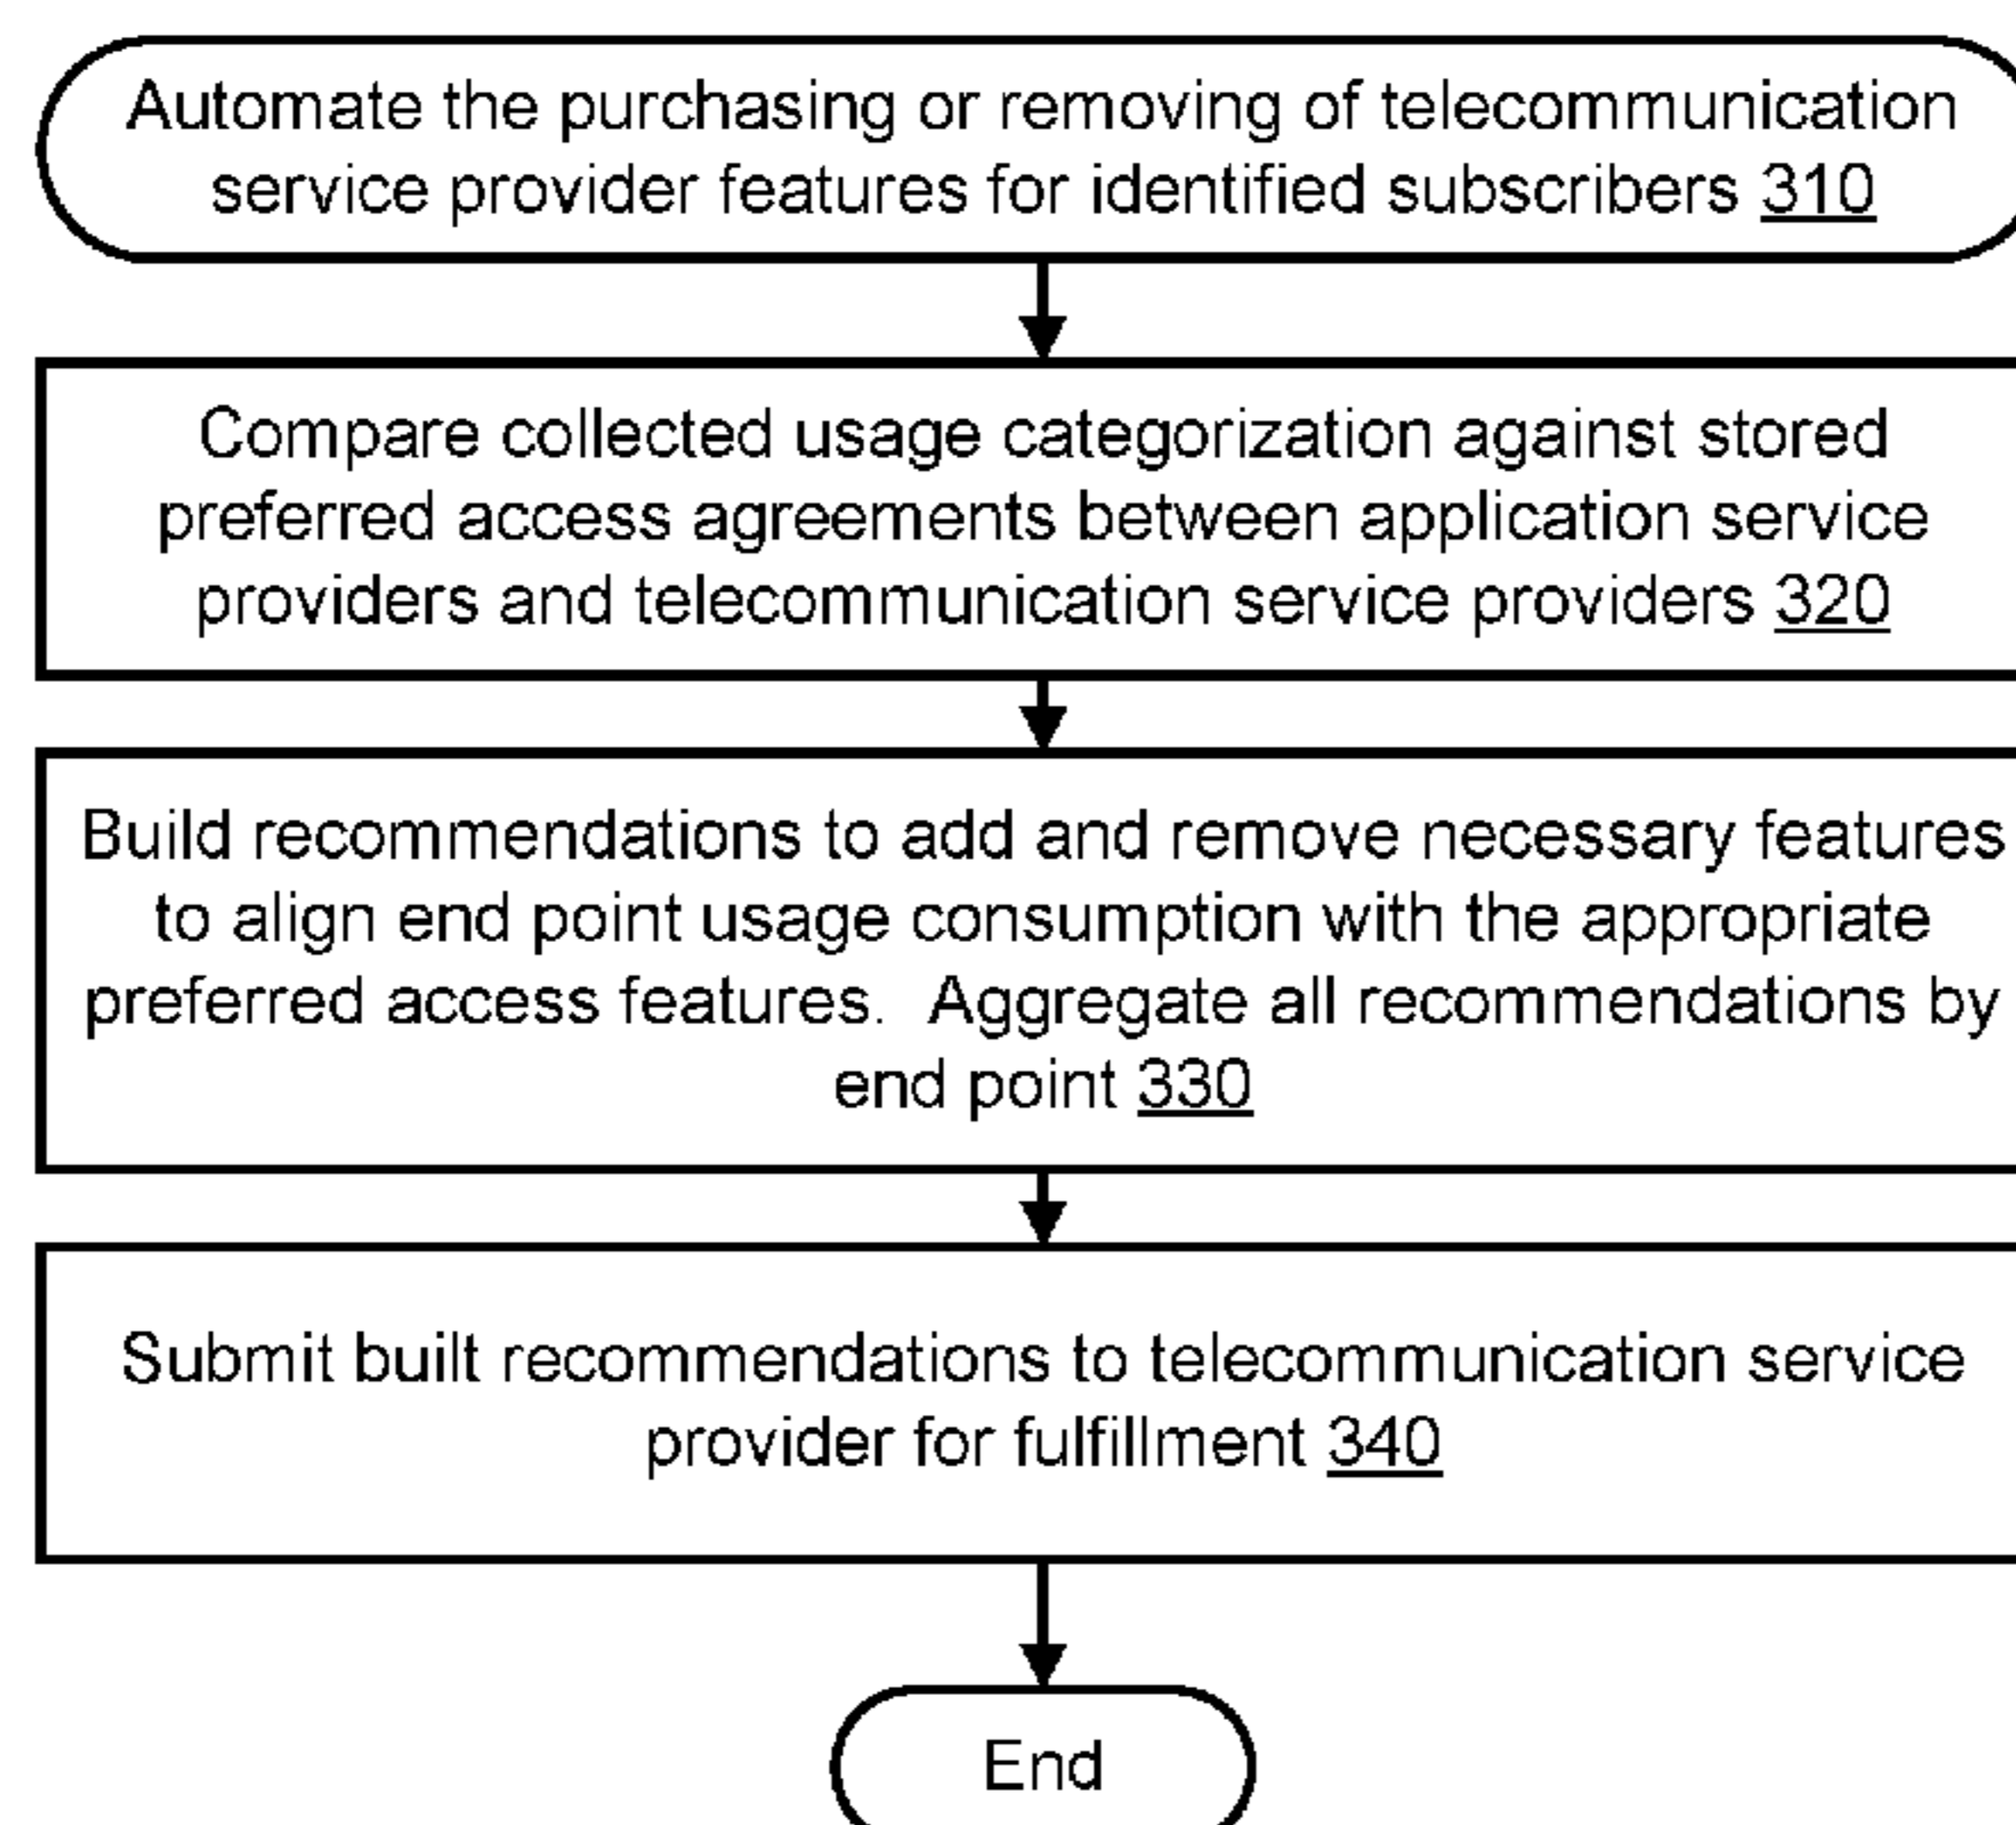 Automate the purchasing or removing of telecommunication
service provider features for identified subscribers 310
Compare collected usage categorization against stored
preferred access agreements between application service
providers and telecommunication service providers 320
Build recommendations to add and remove necessary features
to align end point usage consumption with the appropriate
preferred access features.  Aggregate all recommendations by
end point 330
Submit built recommendations to telecommunication service
provider for fulfillment 340
End